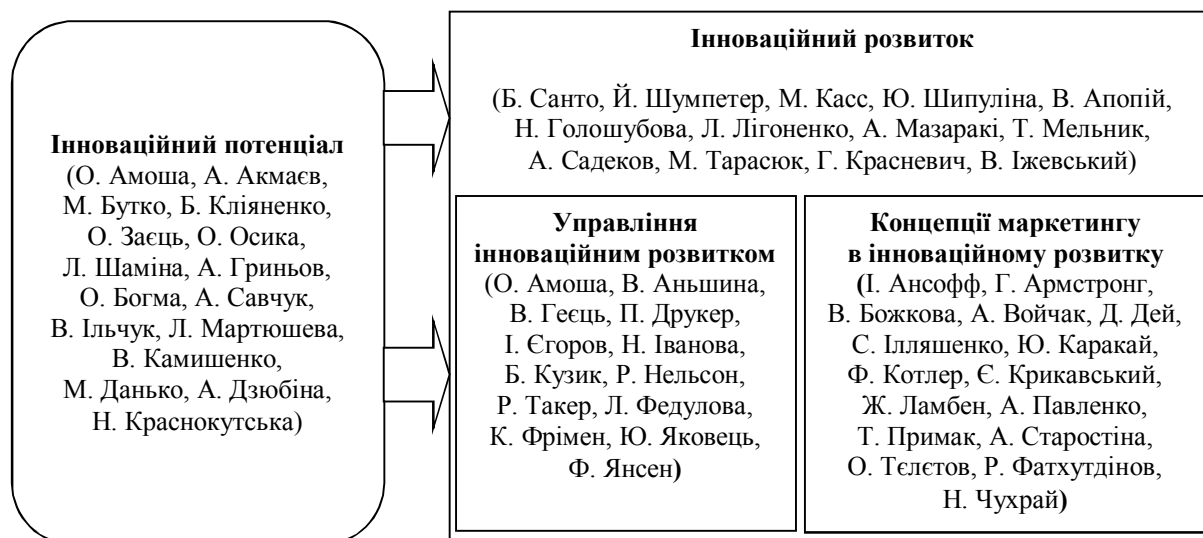 Інноваційний потенціал
(О. Амоша, А. Акмаєв,
М. Бутко, Б. Кліяненко,
О. Заєць, О. Осика,
Л. Шаміна, А. Гриньов,
О. Богма, А. Савчук,
В. Ільчук, Л. Мартюшева,
В. Камишенко,
М. Данько, А. Дзюбіна,
Н. Краснокутська)
Інноваційний розвиток
(Б. Санто, Й. Шумпетер, М. Касс, Ю. Шипуліна, В. Апопій,
Н. Голошубова, Л. Лігоненко, А. Мазаракі, Т. Мельник,
А. Садеков, М. Тарасюк, Г. Красневич, В. Іжевський)
Управління
інноваційним розвитком
(О. Амоша, В. Аньшина,
В. Геєць, П. Друкер,
І. Єгоров, Н. Іванова,
Б. Кузик, Р. Нельсон,
Р. Такер, Л. Федулова,
К. Фрімен, Ю. Яковець,
Ф. Янсен)
Концепції маркетингу
в інноваційному розвитку
(І. Ансофф, Г. Армстронг,
В. Божкова, А. Войчак, Д. Дей,
С. Ілляшенко, Ю. Каракай,
Ф. Котлер, Є. Крикавський,
Ж. Ламбен, А. Павленко,
Т. Примак, А. Старостіна,
О. Тєлєтов, Р. Фатхутдінов,
Н. Чухрай)